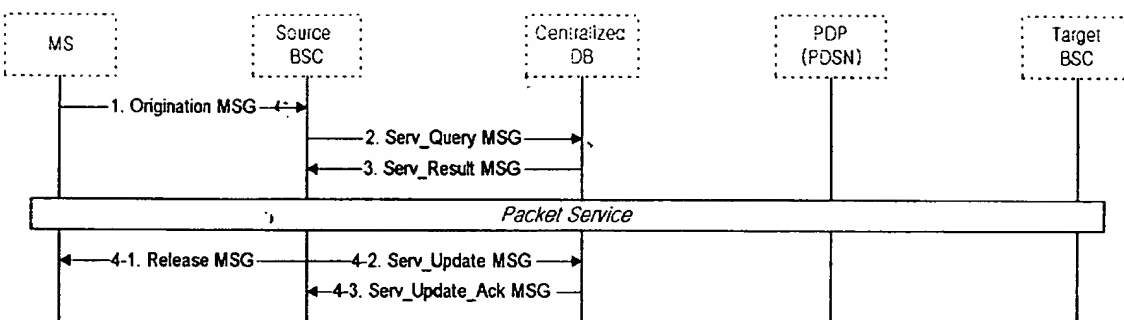 MS
Source
BSC
Centralized
DB
PDP
(PDSN)
Target
BSC
1. Origination MSG
2. Serv_Query MSG
3. Serv_Result MSG
Packet Service
4-1. Release MSG
4-2. Serv_Update MSG
4-3. Serv_Update_Ack MSG